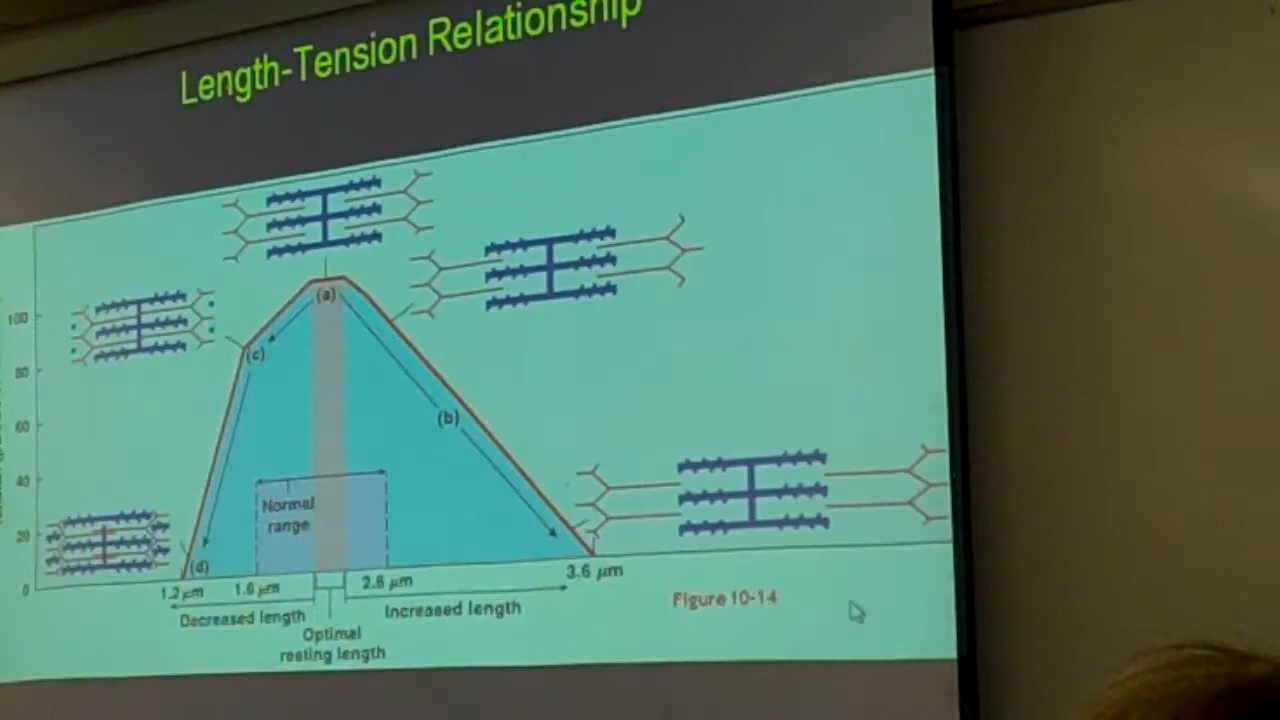 Length-Tension Relationship
(a)
100
(c)
80
(b)
60
40
Normal
range
20
(d)
0
1.2 µm
1.6 µm
2.6 µm
3.6 µm
Decreased length
Increased length
Optimal
resting length
Figure 10-14